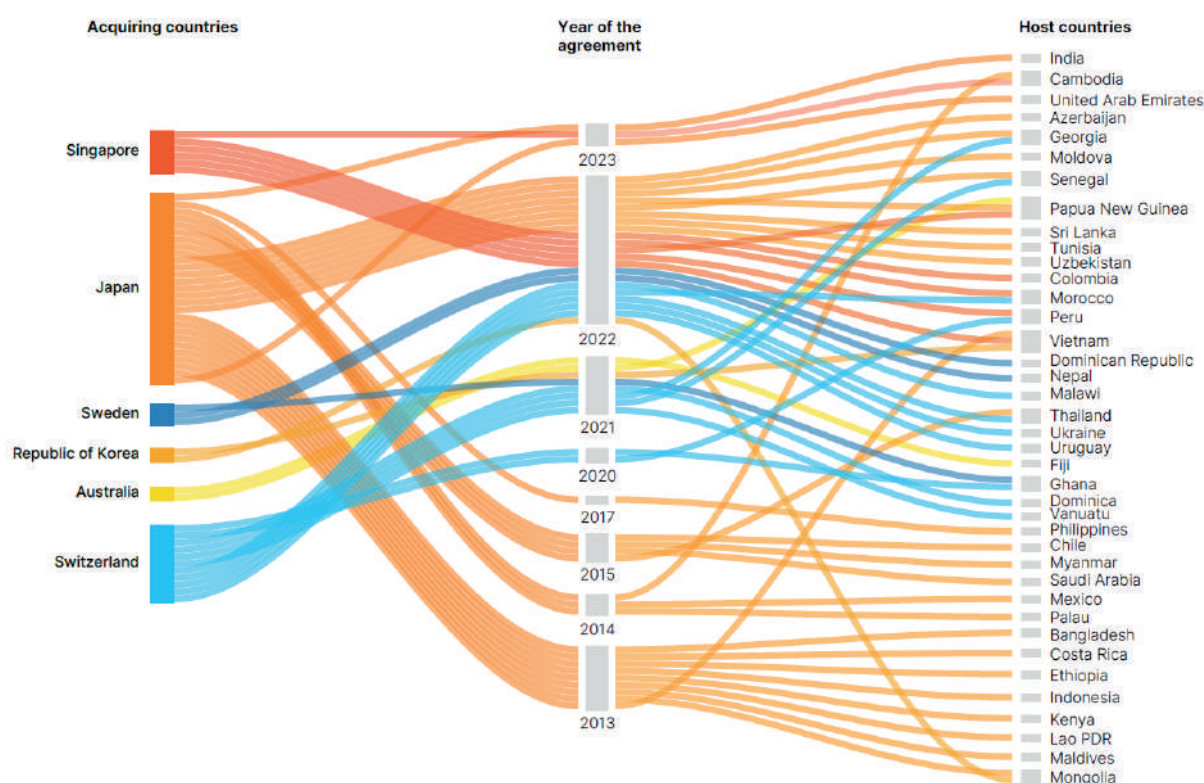 Acquiring countries
Year of the
agreement
Host countries
Singapore
Japan
Sweden
Republic of Korea
Australia
Switzerland
2023
2022
2021
2020
2017
2015
2014
2013
India
Cambodia
United Arab Emirates
Azerbaijan
Georgia
Moldova
Senegal
Papua New Guinea
Sri Lanka
Tunisia
Uzbekistan
Colombia
Morocco
Peru
Vietnam
Dominican Republic
Nepal
Malawi
Thailand
Ukraine
Uruguay
Fiji
Ghana
Dominica
Vanuatu
Philippines
Chile
Myanmar
Saudi Arabia
Mexico
Palau
Bangladesh
Costa Rica
Ethiopia
Indonesia
Kenya
Lao PDR
Maldives
Mongolia